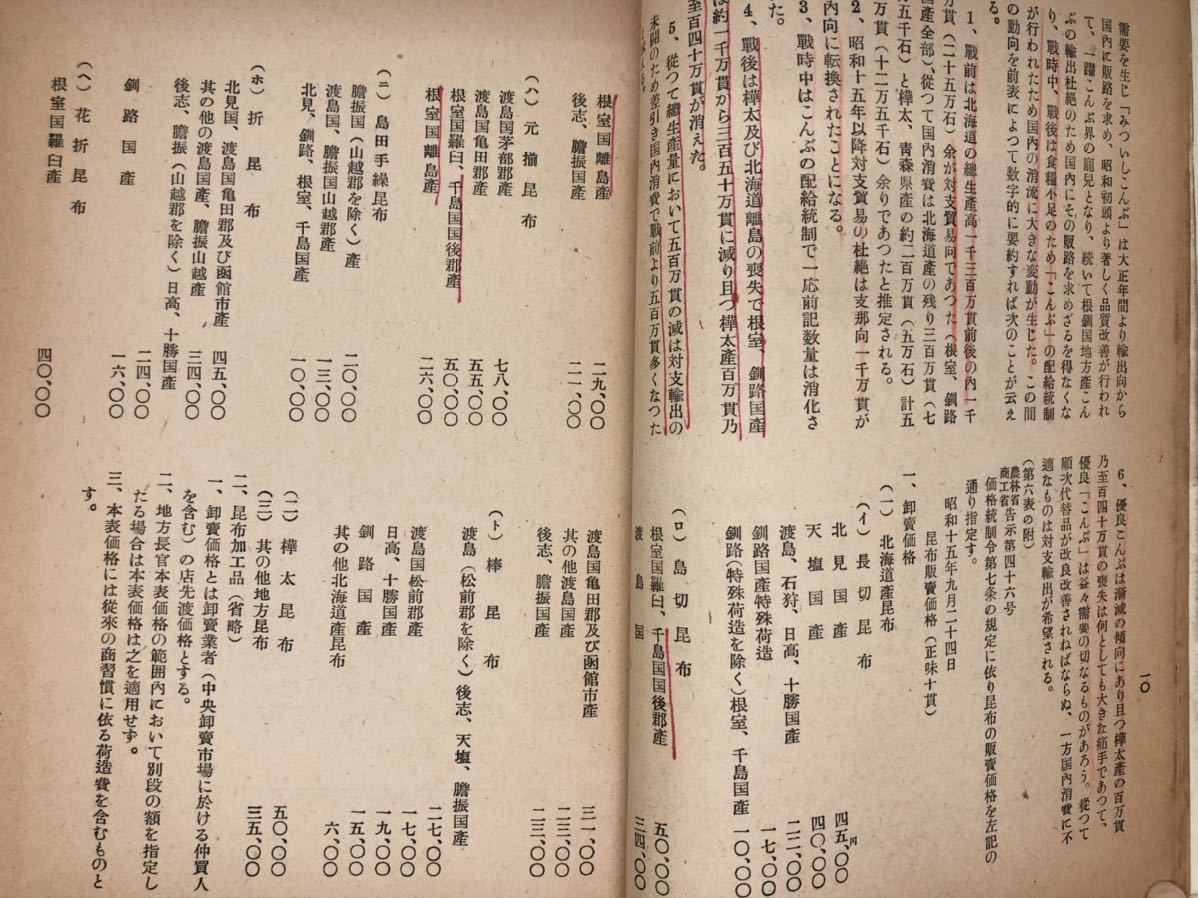 需要を生じ「みついしこんぶ」は大正年間より輸出向から
国内に販路を求め、昭和初頭より著しく品質改善が行われ
て、一躍こんぶ界の寵兒となり、続いて根釧国地方産こん
ぶの輸出杜絶のため国内にその販路を求めざるを得なくな
り、戰時中、戰後は食糧不足のため「こんぶ」の配給統制
が行われたため国内の消流に大きな変動が生じた。この間
の動向を前表によつて数字的に要約すれば次のことが云え
る。
1、戰前は北海道の總生産高一千三百万貫前後の内一千
万貫(二十五万石)余が対支貿易向であつた(根室、釧路
国産全部)、從つて国内消費は北海道産の残り三百万貫(七
万五千石)と樺太、青森県産の約二百万貫(五万石)計五
百万貫(十二万五千石)余りであつたと推定される。
2、昭和十五年以降対支貿易の杜絶は支那向一千万貫が
国内向に転換されたことになる。
3、戰時中はこんぶの配給統制で一応前記数量は消化さ
れた。
4、戰後は樺太及び北海道離島の喪失で根室、釧路国産
は約一千万貫から三百五十万貫に減り且つ樺太産百万貫乃
至百四十万貫が消えた。
5、從つて總生産量において五百万貫の減は対支輸出の
未開のため差引き国内消費で戰前より五百万貫多くなつた
一〇
6、優良こんぶは漸減の傾向にあり且つ樺太産の百万貫
乃至百四十万貫の喪失は何としても大きな痛手であつて、
優良「こんぶ」は益々需要の切なるものがあろう。從つて
順次代替品が改良改善されねばならぬ、一方国内消費に不
適なものは対支輸出が希望される。
(第六表の附)
農林省
商工省告示第四十六号
価格統制令第七条の規定に依り昆布の販賣価格を左記の
通り指定す。
昭和十五年九月二十四日
昆布販賣価格(正味十貫)
一、卸賣価格
(一)北海道産昆布
(イ)長切昆布
北見国産 四五、〇〇円
天塩国産 四〇、〇〇
渡島、石狩、日高、十勝国産 二二、〇〇
釧路国産特殊荷造 一七、〇〇
釧路(特殊荷造を除く)根室、千島国産 一〇、〇〇
(ロ)島切昆布
根室国羅臼、千島国国後郡産 五〇、〇〇
渡島国 三四、〇〇
根室国離島産 二九、〇〇
後志、膽振国産 二一、〇〇
(ハ)元揃昆布
渡島国茅部郡産 七八、〇〇
渡島国亀田郡産 五五、〇〇
根室国羅臼、千島国国後郡産 五〇、〇〇
根室国離島産 二六、〇〇
(ニ)島田手繰昆布
膽振国(山越郡を除く)産 二〇、〇〇
渡島国、膽振国山越郡産 一三、〇〇
北見、釧路、根室、千島国産 一〇、〇〇
(ホ)折昆布
北見国、渡島国亀田郡及び函館市産 四五、〇〇
其の他の渡島国産、膽振山越産 三四、〇〇
後志、膽振(山越郡を除く)日高、十勝国産 二四、〇〇
釧路国産 一六、〇〇
(ヘ)花折昆布
根室国羅臼産 四〇、〇〇
渡島国亀田郡及び函館市産 三一、〇〇
其の他渡島国産 二三、〇〇
後志、膽振国産 二三、〇〇
(ト)棒昆布
渡島(松前郡を除く)後志、天塩、膽振国産 二七、〇〇
渡島国松前郡産 一七、〇〇
日高、十勝国産 一九、〇〇
釧路国産 一五、〇〇
其の他北海道産昆布 六、〇〇
(二)樺太昆布 五〇、〇〇
(三)其の他地方昆布 三五、〇〇
二、昆布加工品(省略)
一、卸賣価格とは卸賣業者(中央卸賣市場に於ける仲買人
を含む)の店先渡価格とする。
二、地方長官本表価格の範囲内において別段の額を指定し
たる場合は本表価格は之を適用せず。
三、本表価格には從來の商習慣に依る荷造費を含むものと
す。